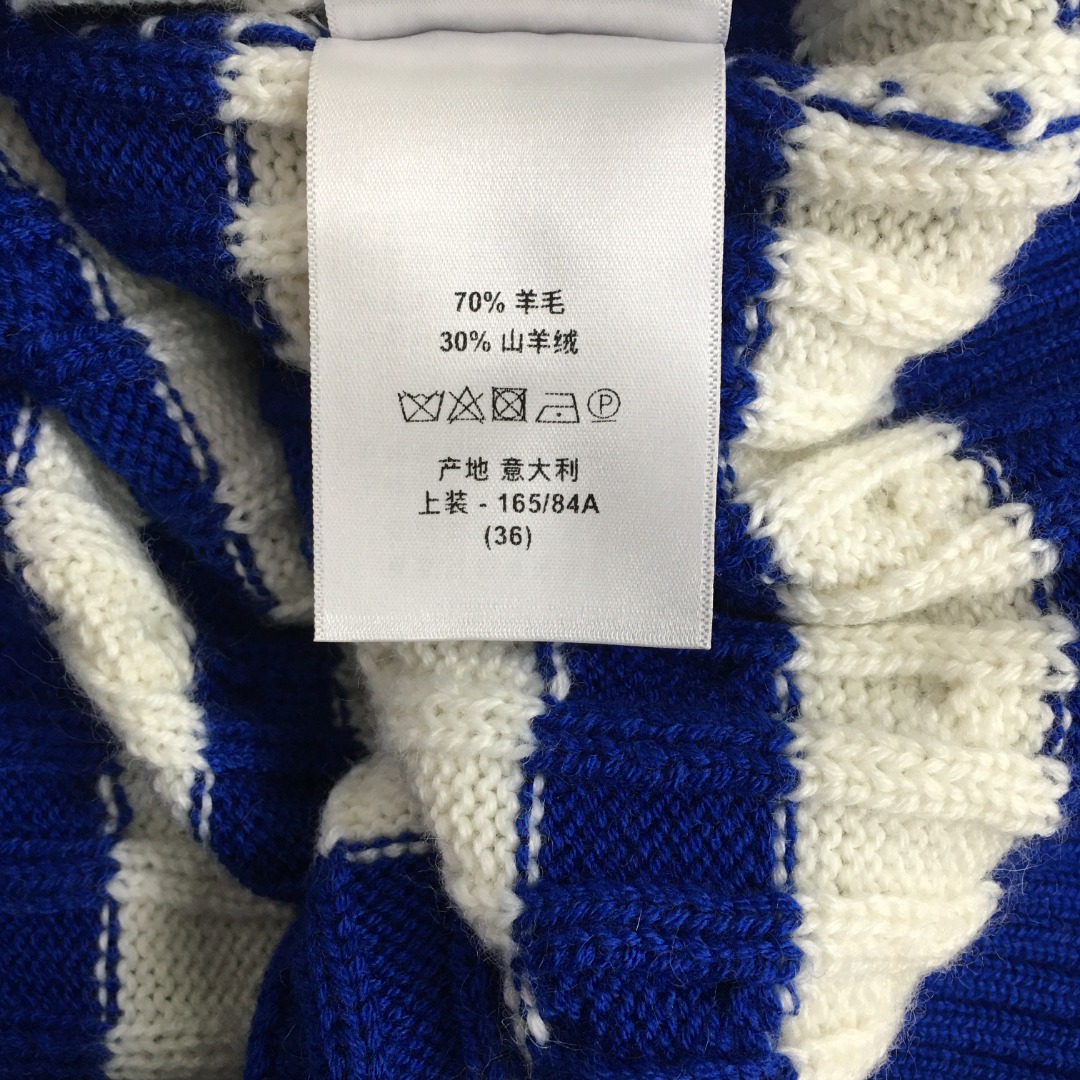 70% 羊毛
30% 山羊绒
P
产地 意大利
上装 - 165/84A
(36)